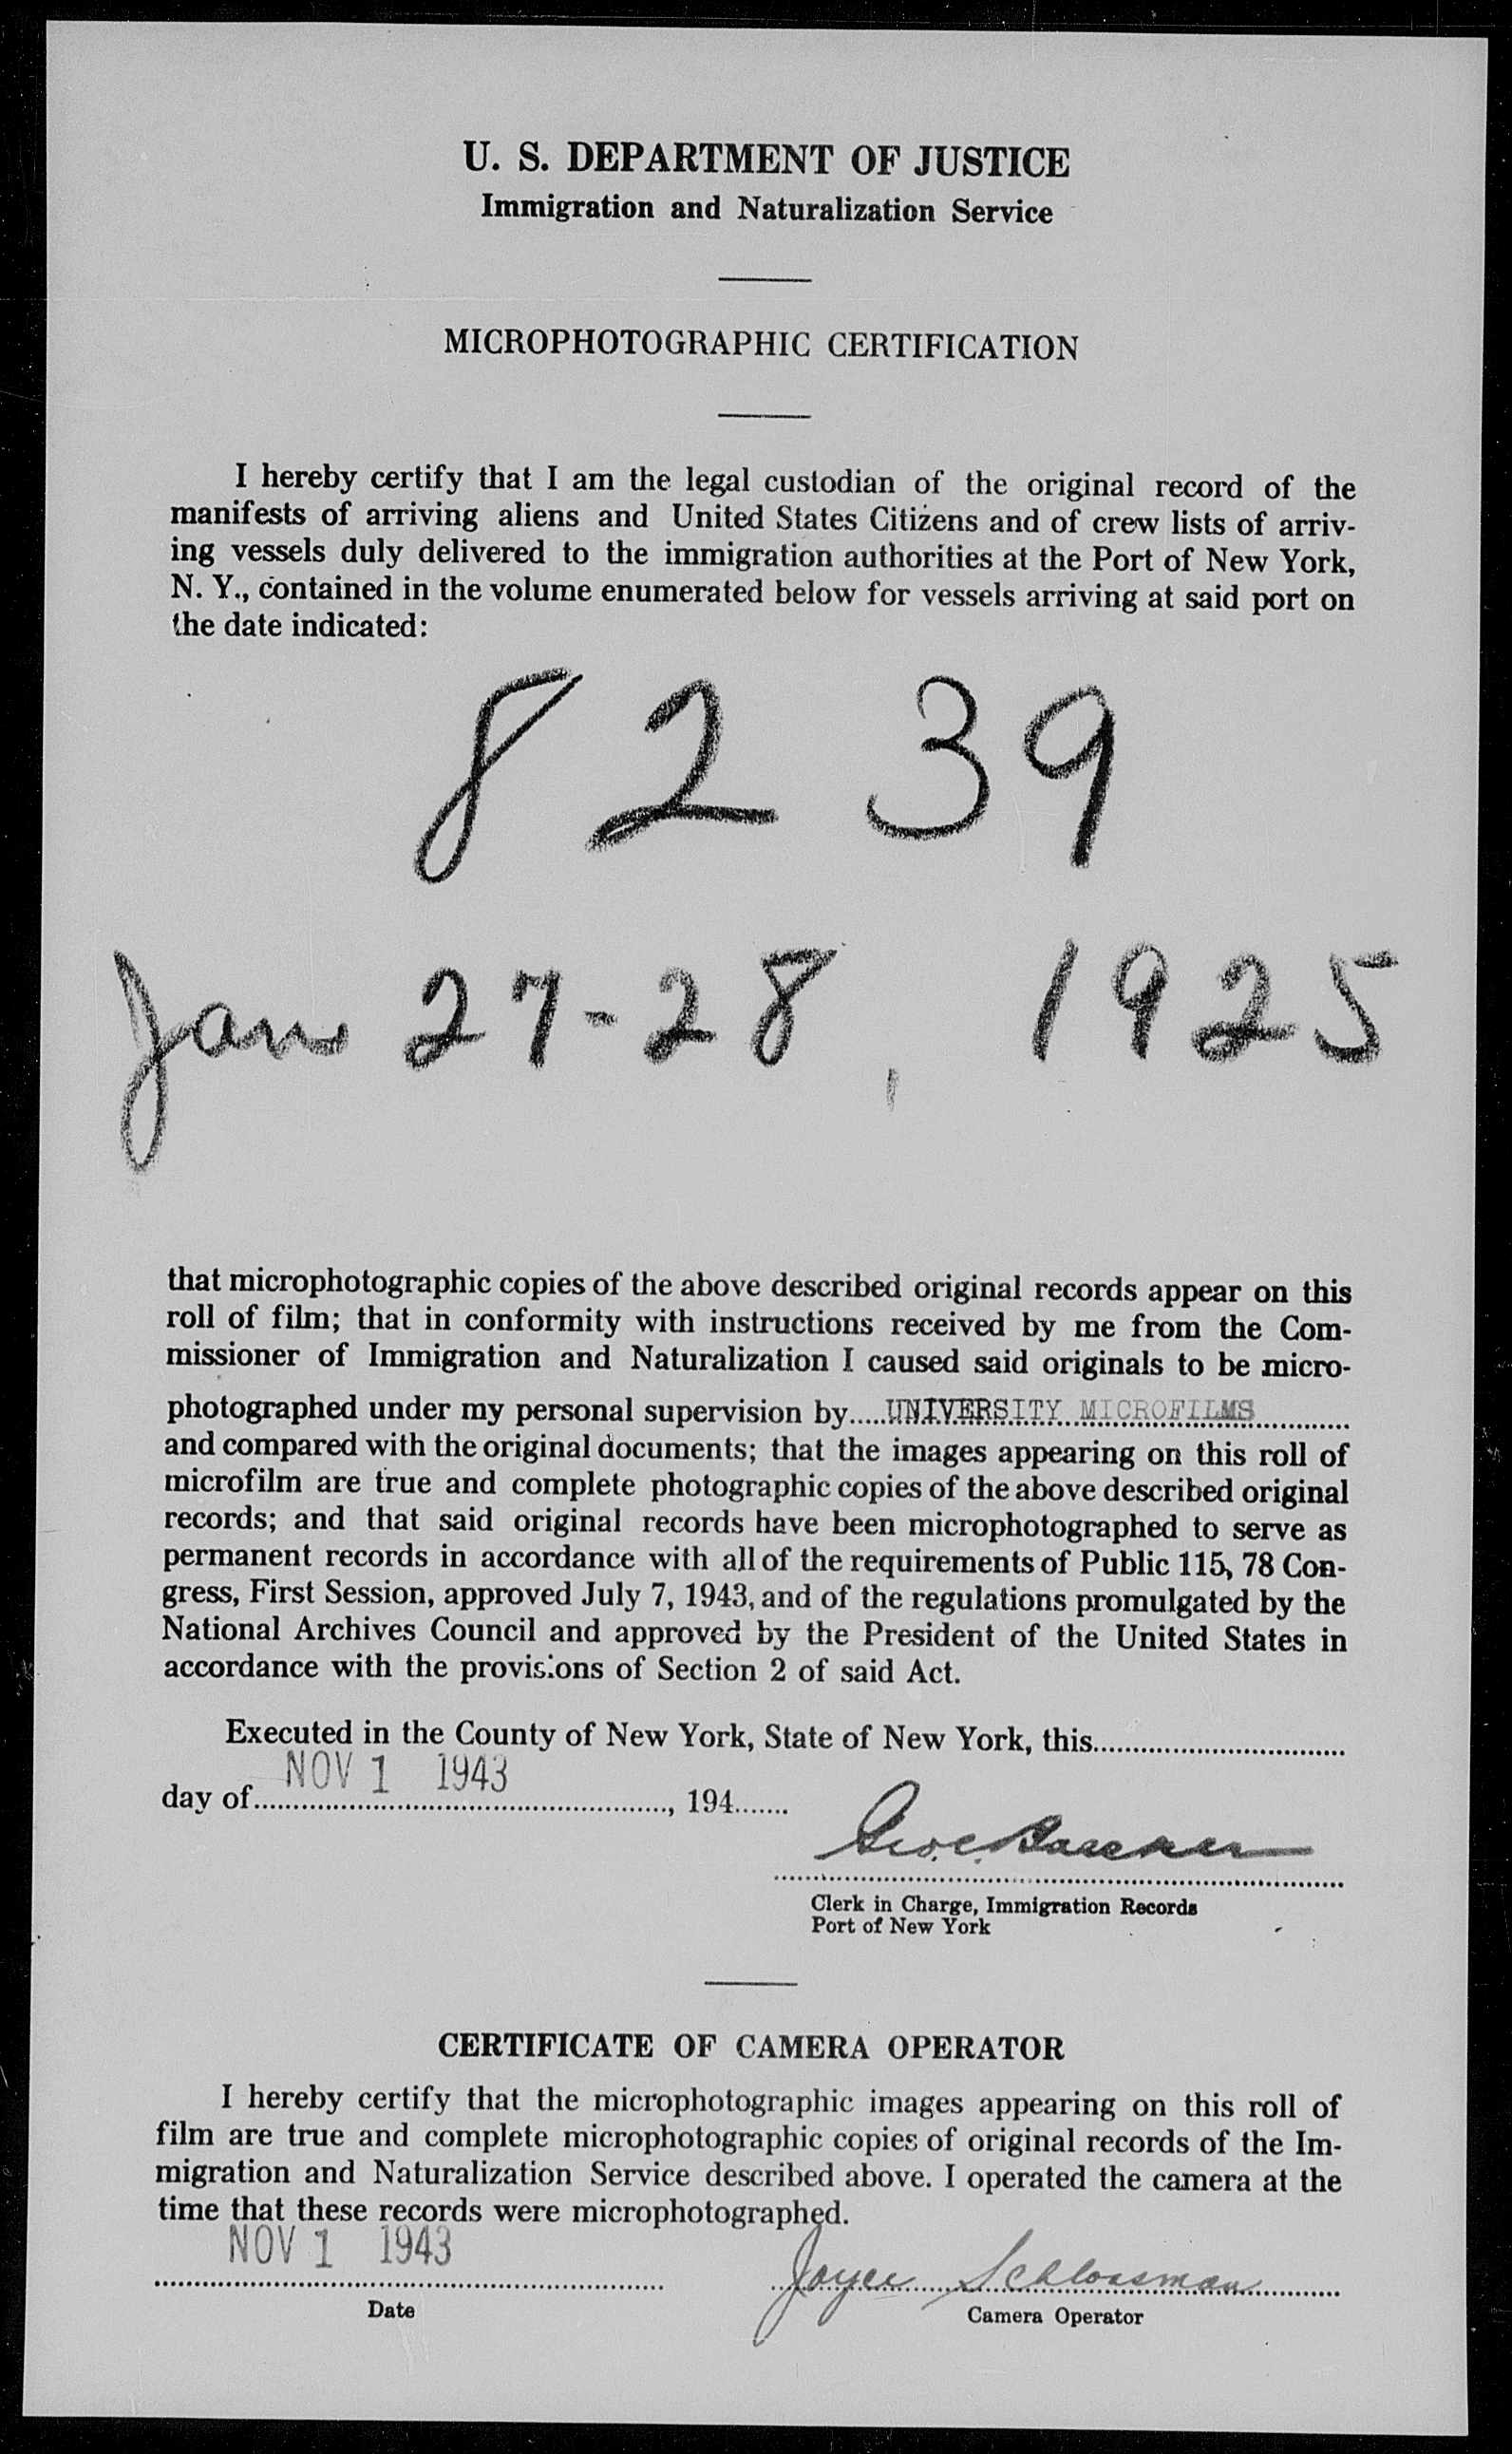 U. S. DEPARTMENT OF JUSTICE
Immigration and Naturalization Service
MICROPHOTOGRAPHIC CERTIFICATION
I hereby certify that I am the legal custodian of the original record of the
manifests of arriving aliens and United States Citizens and of crew lists of arriv-
ing vessels duly delivered to the immigration authorities at the Port of New York,
N. Y., contained in the volume enumerated below for vessels arriving at said port on
the date indicated:
8239
Jan 27-28, 1925
that microphotographic copies of the above described original records appear on this
roll of film; that in conformity with instructions received by me from the Com-
missioner of Immigration and Naturalization I caused said originals to be micro-
photographed under my personal supervision by.....UNIVERSITY MICROFILMS
and compared with the original documents; that the images appearing on this roll of
microfilm are true and complete photographic copies of the above described original
records; and that said original records have been microphotographed to serve as
permanent records in accordance with all of the requirements of Public 115, 78 Con-
gress, First Session, approved July 7, 1943, and of the regulations promulgated by the
National Archives Council and approved by the President of the United States in
accordance with the provisions of Section 2 of said Act.
Executed in the County of New York, State of New York, this
NOV 1 1943
day of, 194
Geo. C.
Clerk in Charge, Immigration Records
Port of New York
CERTIFICATE OF CAMERA OPERATOR
I hereby certify that the microphotographic images appearing on this roll of
film are true and complete microphotographic copies of original records of the Im-
migration and Naturalization Service described above. I operated the camera at the
time that these records were microphotographed.
NOV 1 1943
Joyce Schlossman
Date
Camera Operator